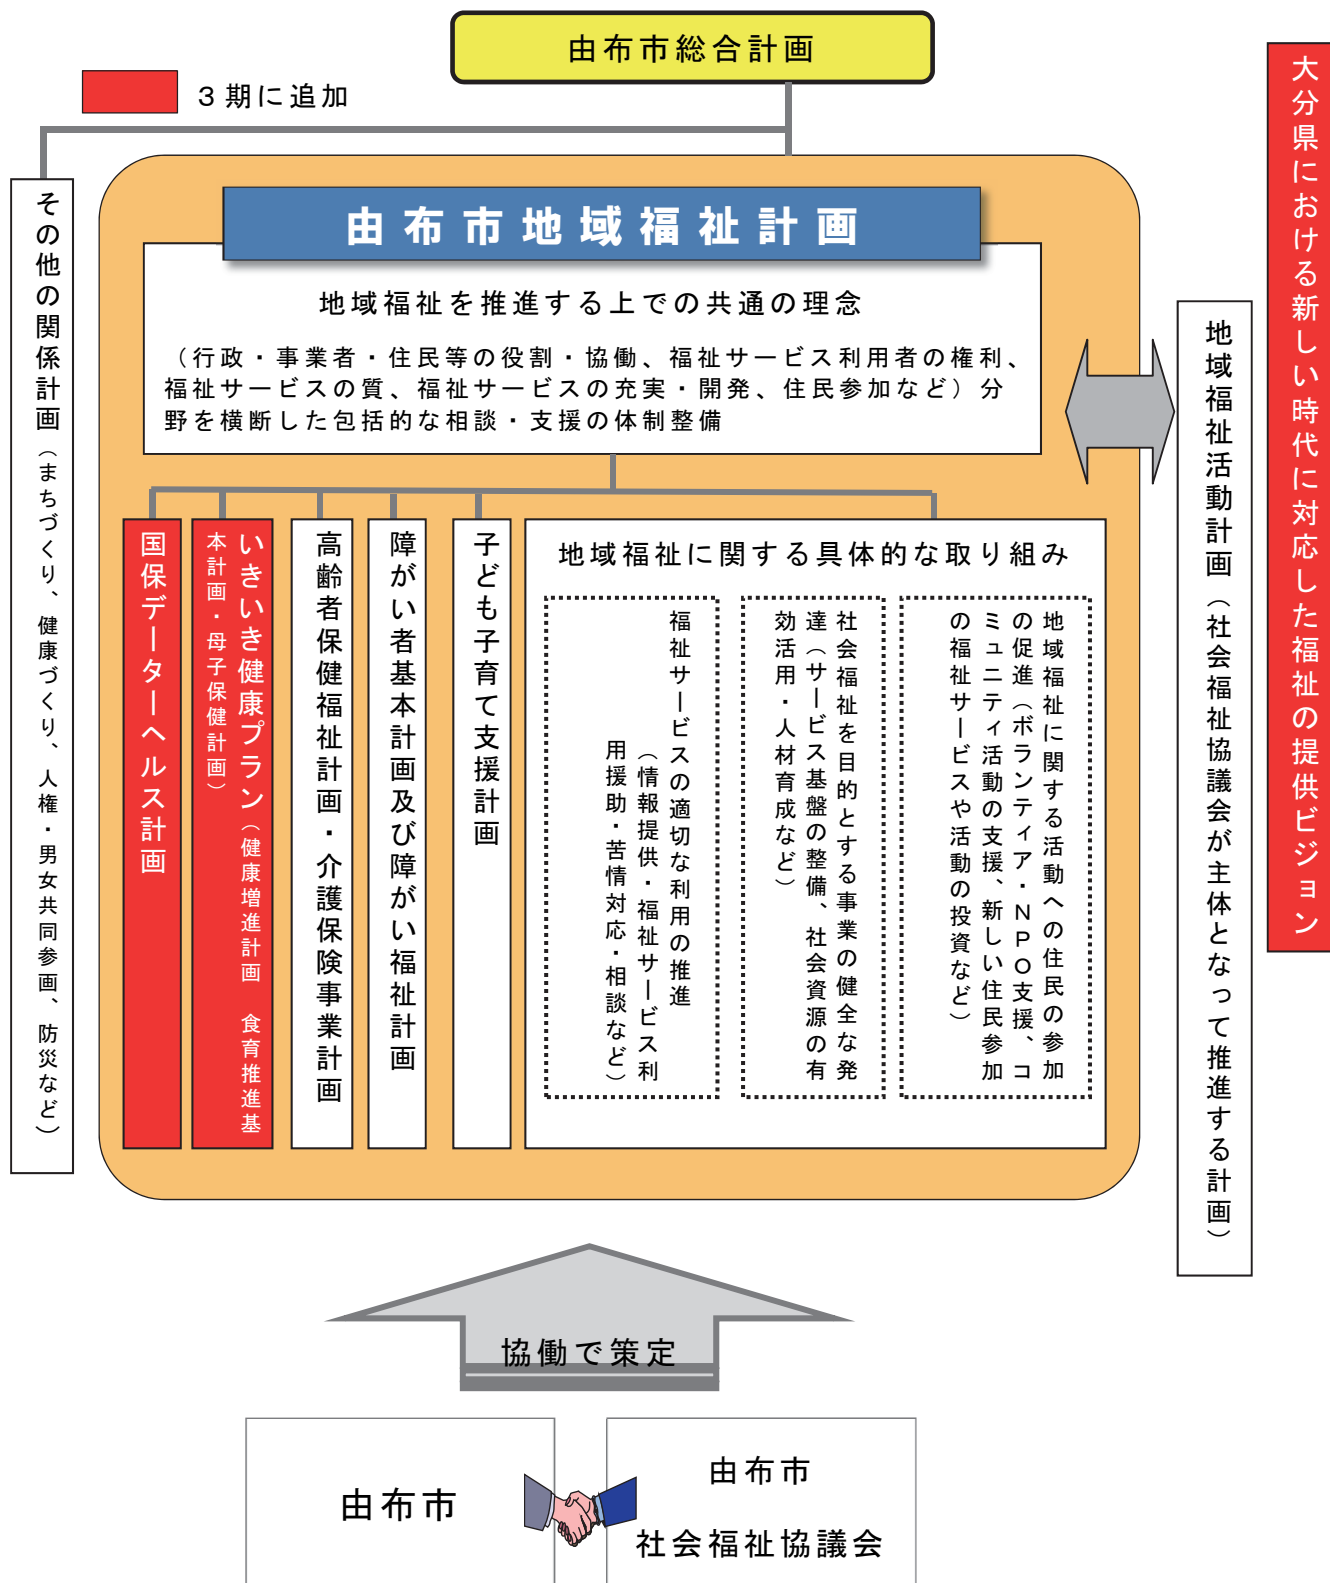 由布市総合計画
３期に追加
大分県における新しい時代に対応した福祉の提供ビジョン
その他の関係計画（まちづくり、健康づくり、人権・男女共同参画、防災など）
由布市地域福祉計画
地域福祉を推進する上での共通の理念
（行政・事業者・住民等の役割・協働、福祉サービス利用者の権利、
福祉サービスの質、福祉サービスの充実・開発、住民参加など）分
野を横断した包括的な相談・支援の体制整備
地域福祉活動計画（社会福祉協議会が主体となって推進する計画）
国保データーヘルス計画
いきいき健康プラン（健康増進計画　食育推進基
本計画・母子保健計画）
高齢者保健福祉計画・介護保険事業計画
障がい者基本計画及び障がい福祉計画
子ども子育て支援計画
地域福祉に関する具体的な取り組み
福祉サービスの適切な利用の推進
（情報提供・福祉サービス利
用援助・苦情対応・相談など）
社会福祉を目的とする事業の健全な発
達（サービス基盤の整備、社会資源の有
効活用・人材育成など）
地域福祉に関する活動への住民の参加
の促進（ボランティア・ＮＰＯ支援、コ
ミュニティ活動の支援、新しい住民参加
の福祉サービスや活動の投資など）
協働で策定
由布市
由布市
社会福祉協議会